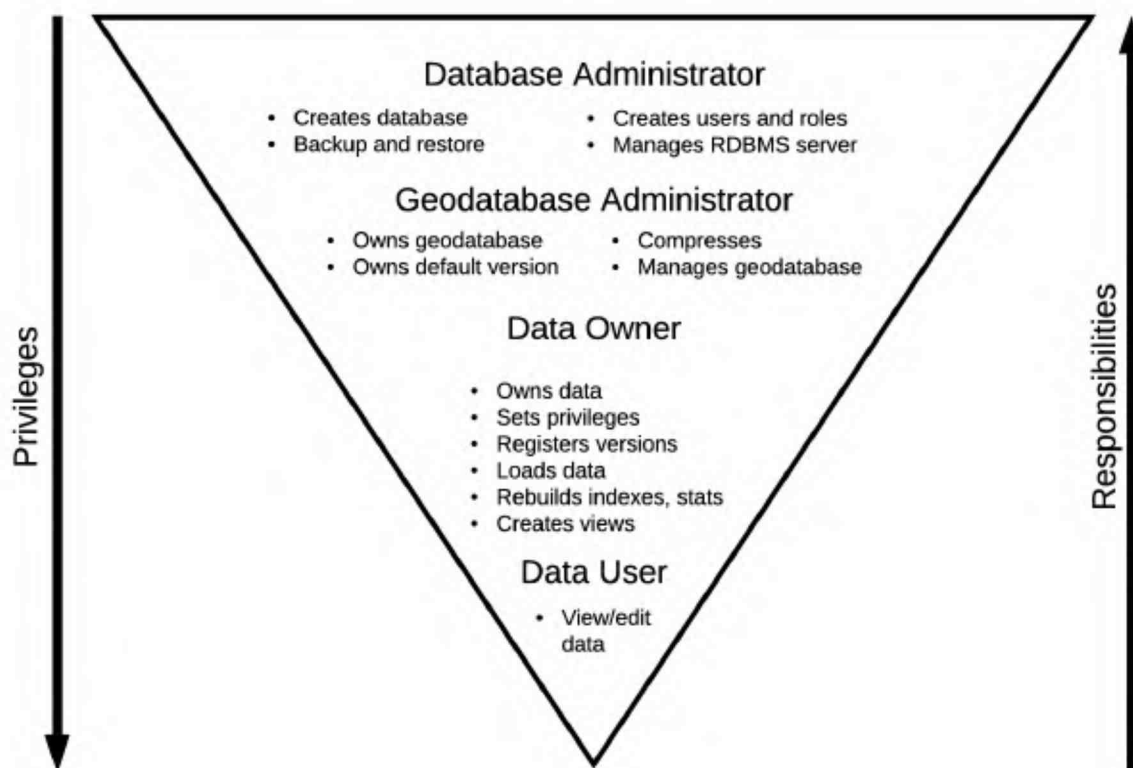 Database Administrator
• Creates database
• Backup and restore
• Creates users and roles
• Manages RDBMS server
Geodatabase Administrator
• Owns geodatabase
• Owns default version
• Compresses
• Manages geodatabase
Data Owner
• Owns data
• Sets privileges
• Registers versions
• Loads data
• Rebuilds indexes, stats
• Creates views
Data User
• View/edit
data
Privileges
Responsibilities